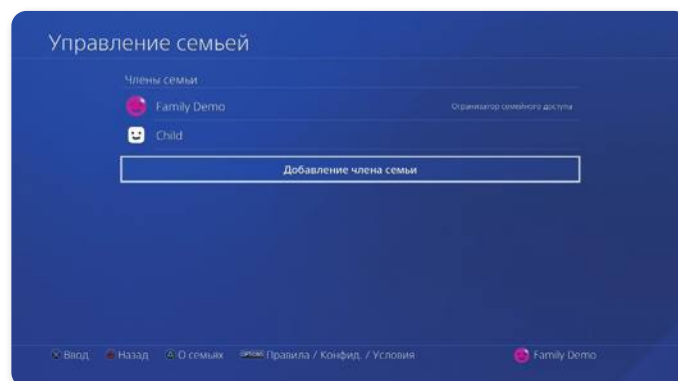 Управление семьей
Члены семьи
Family Demo Организатор семейного доступа
Child
Добавление члена семьи
Ввод Назад О семьях OPTIONS Правила / Конфид. / Условия Family Demo